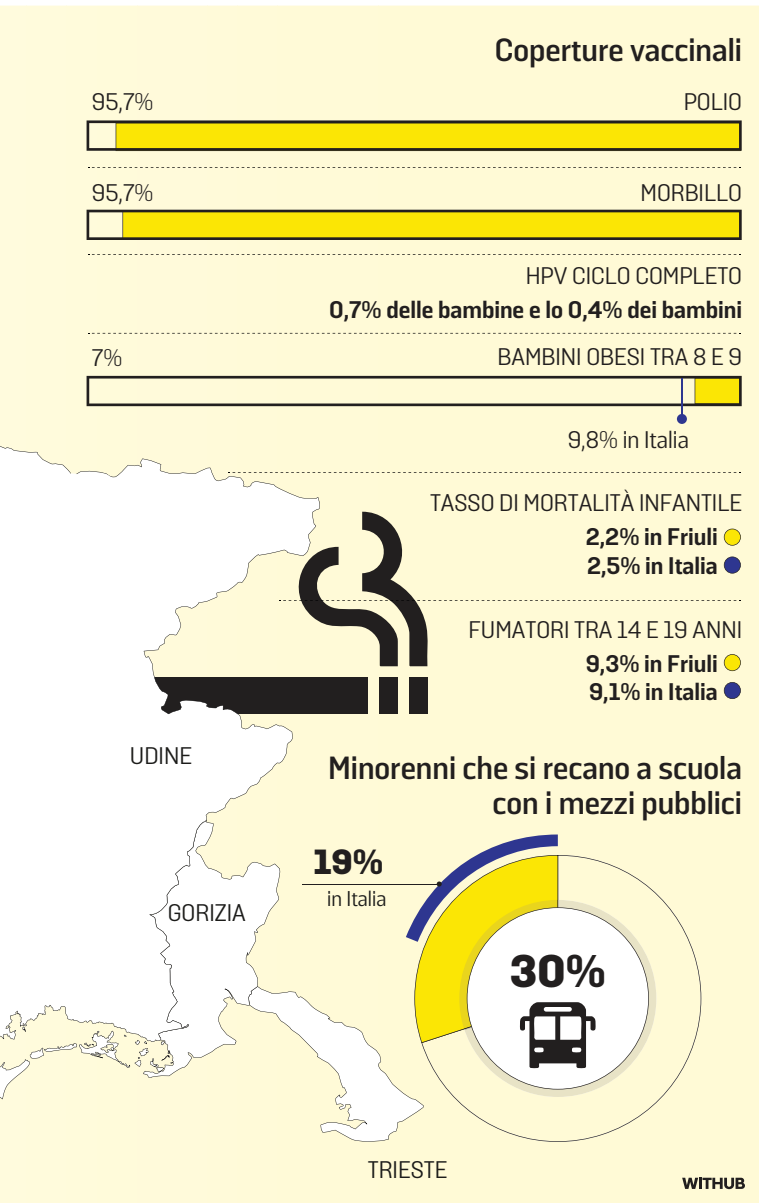 Coperture vaccinali
95,7% POLIO
95,7% MORBILLO
HPV CICLO COMPLETO
0,7% delle bambine e lo 0,4% dei bambini
7% BAMBINI OBESI TRA 8 E 9
9,8% in Italia
TASSO DI MORTALITÀ INFANTILE
2,2% in Friuli
2,5% in Italia
FUMATORI TRA 14 E 19 ANNI
9,3% in Friuli
9,1% in Italia
UDINE
Minorenni che si recano a scuola
con i mezzi pubblici
19%
in Italia
GORIZIA
30%
TRIESTE
WITHUB